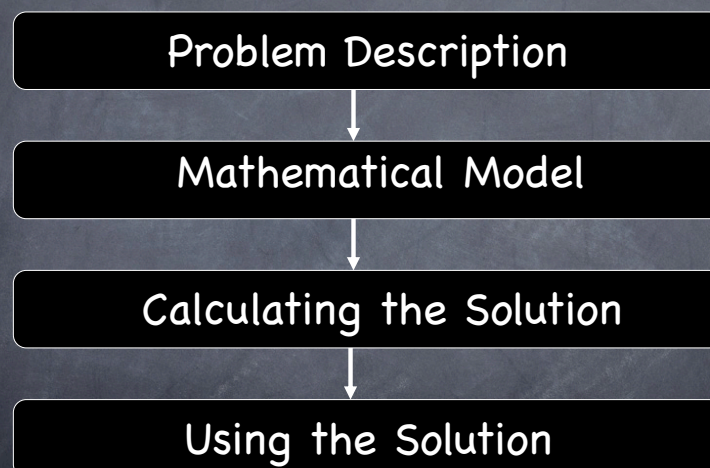 Problem Description
Mathematical Model
Calculating the Solution
Using the Solution